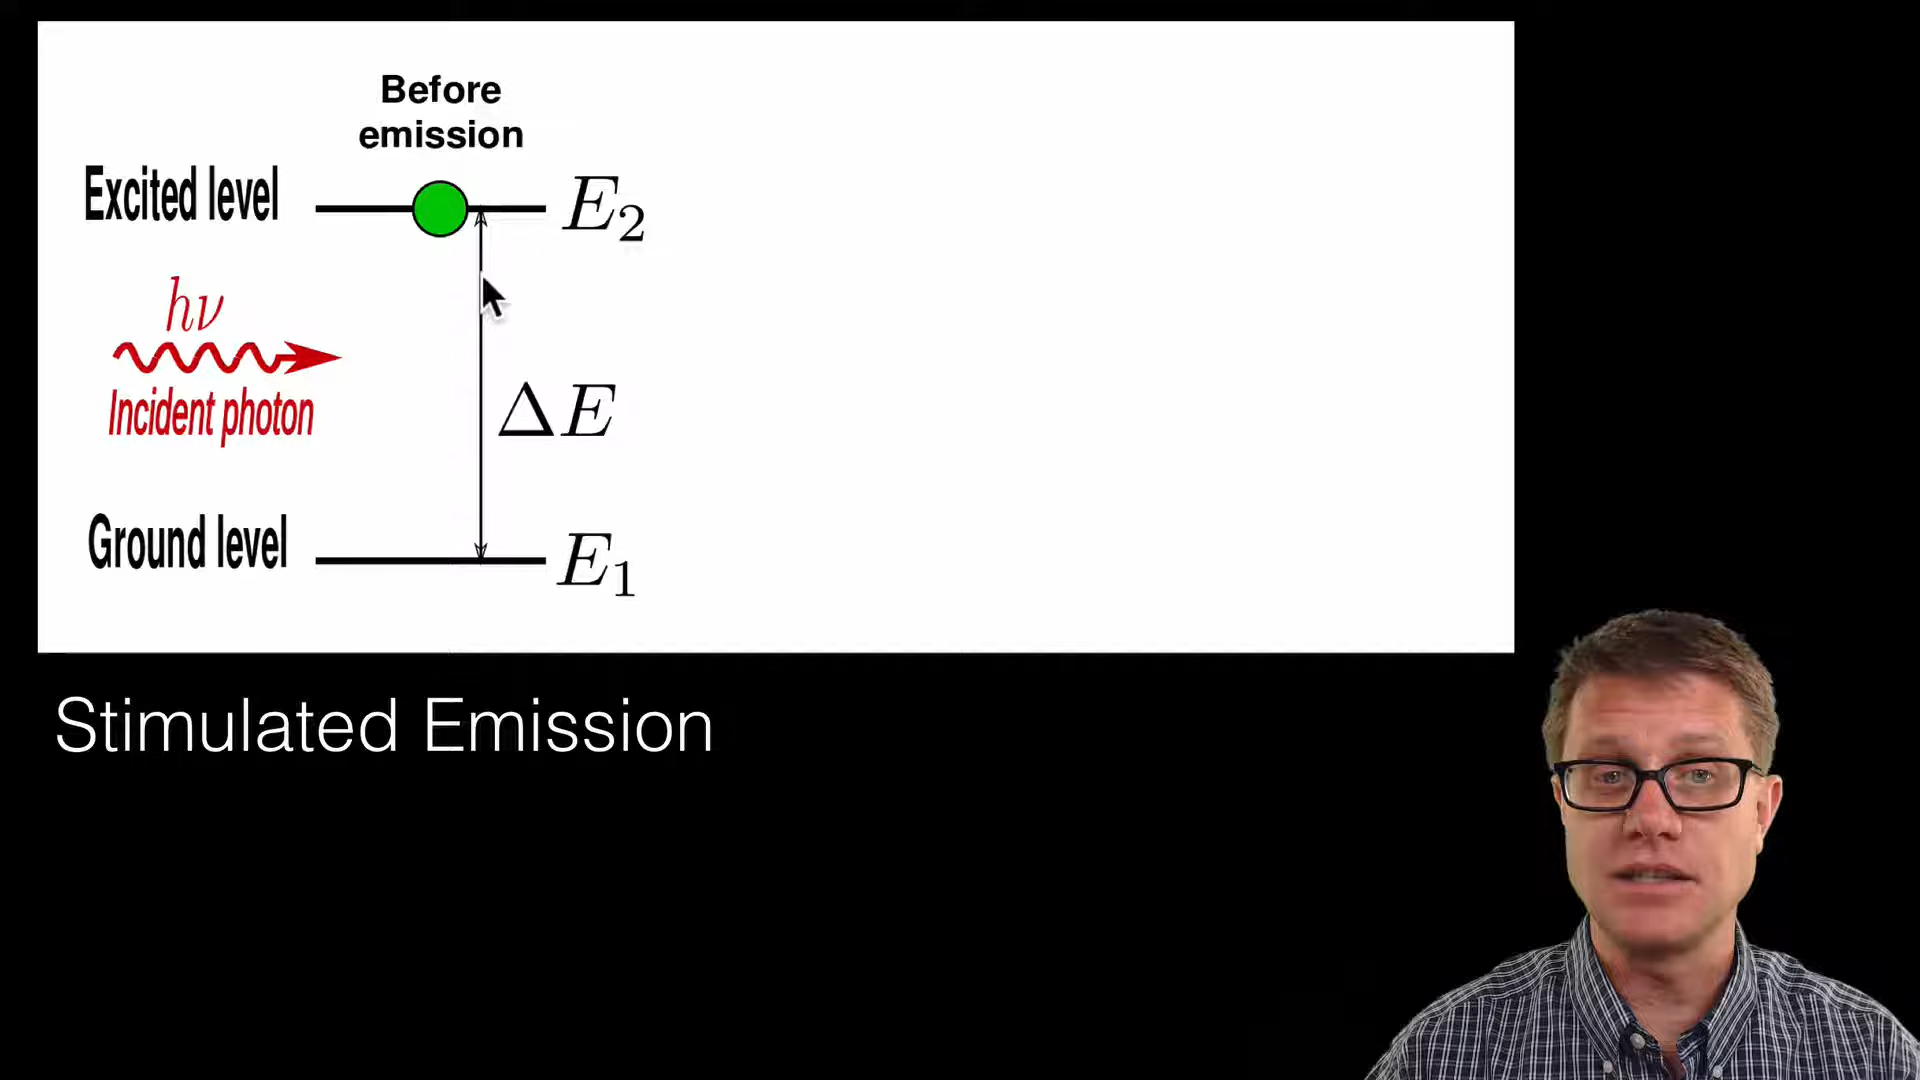 Before
emission
Excited level
E₂
hν
Incident photon
ΔE
Ground level
E₁
Stimulated Emission